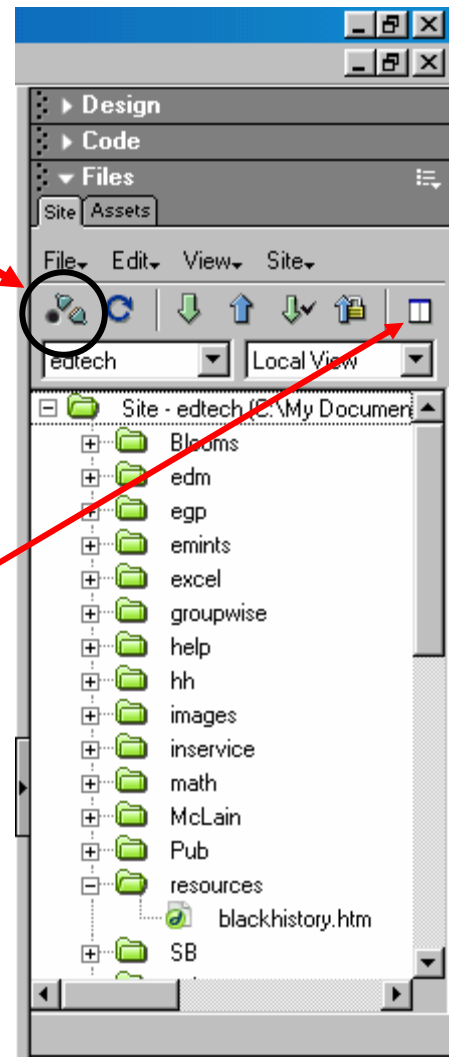 Design
Code
Files
Site Assets
File Edit View Site
edtech Local View
Site - edtech (C:\My Documen
Blooms
edm
egp
emints
excel
groupwise
help
hh
images
inservice
math
McLain
Pub
resources
blackhistory.htm
SB